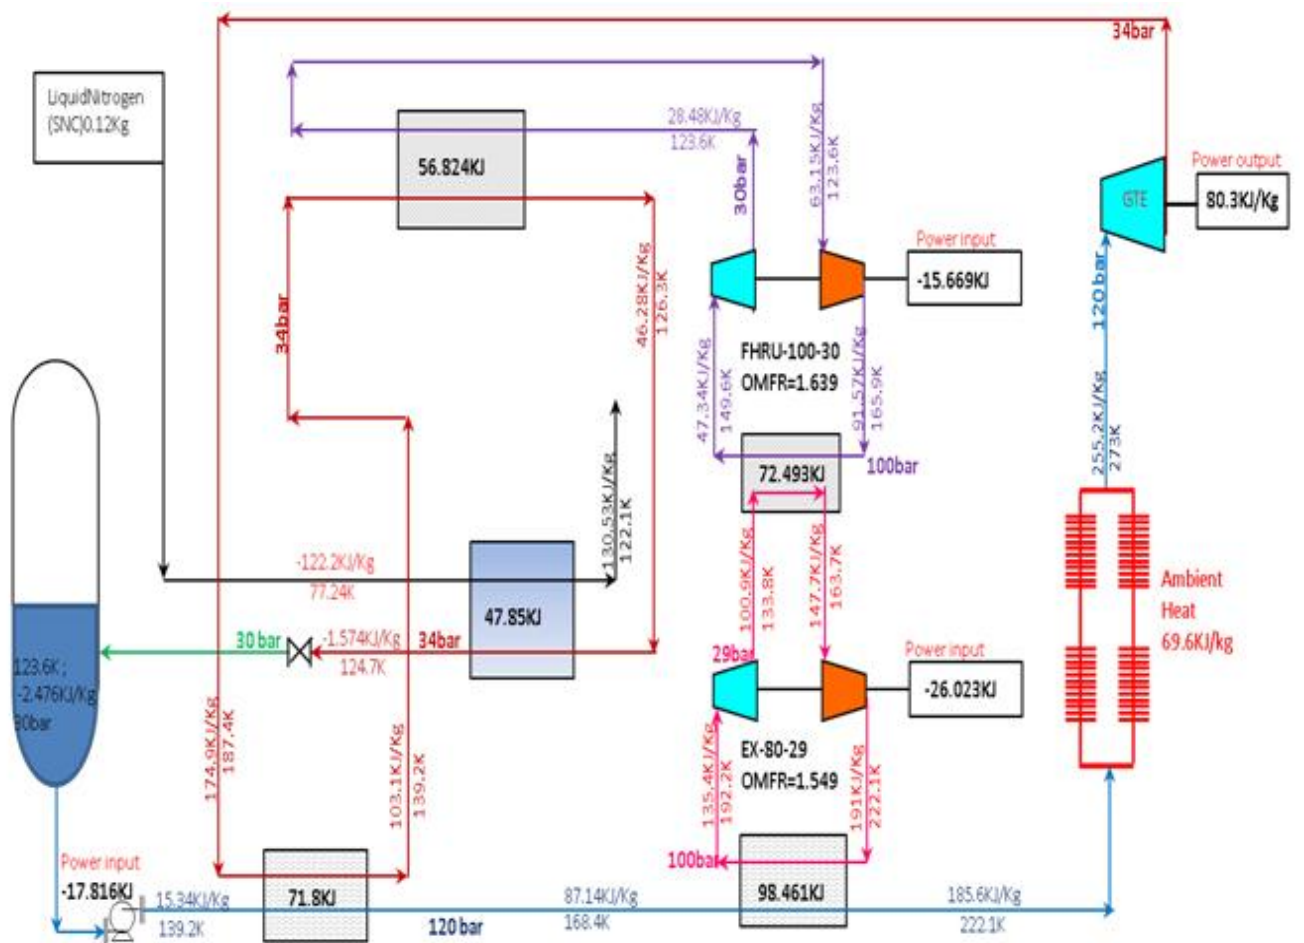 34bar
LiquidNitrogen
(SNC)0.12Kg
28.48KJ/Kg
123.6K
63.15KJ/Kg
123.6K
56.824KJ
30bar
Power output
GTE
80.3KJ/Kg
Power input
-15.669KJ
46.28KJ/Kg
126.3K
34bar
120bar
FHRU-100-30
OMFR=1.639
47.34KJ/Kg
149.6K
91.57KJ/Kg
165.9K
100bar
72.493KJ
255.2KJ/Kg
273K
130.53KJ/Kg
122.1K
-122.2KJ/Kg
77.24K
47.85KJ
100.9KJ/Kg
133.8K
147.7KJ/Kg
163.7K
Ambient
Heat
69.6KJ/kg
30 bar
-1.574KJ/Kg
34bar
124.7K
29bar
Power input
-26.023KJ
123.6K ;
-2.476KJ/Kg
30bar
174.9KJ/Kg
187.4K
103.1KJ/Kg
139.2K
EX-80-29
OMFR=1.549
135.4KJ/Kg
192.2K
191KJ/Kg
222.1K
100bar
Power input
-17.816KJ
15.34KJ/Kg
139.2K
71.8KJ
120 bar
87.14KJ/Kg
168.4K
98.461KJ
185.6KJ/Kg
222.1K